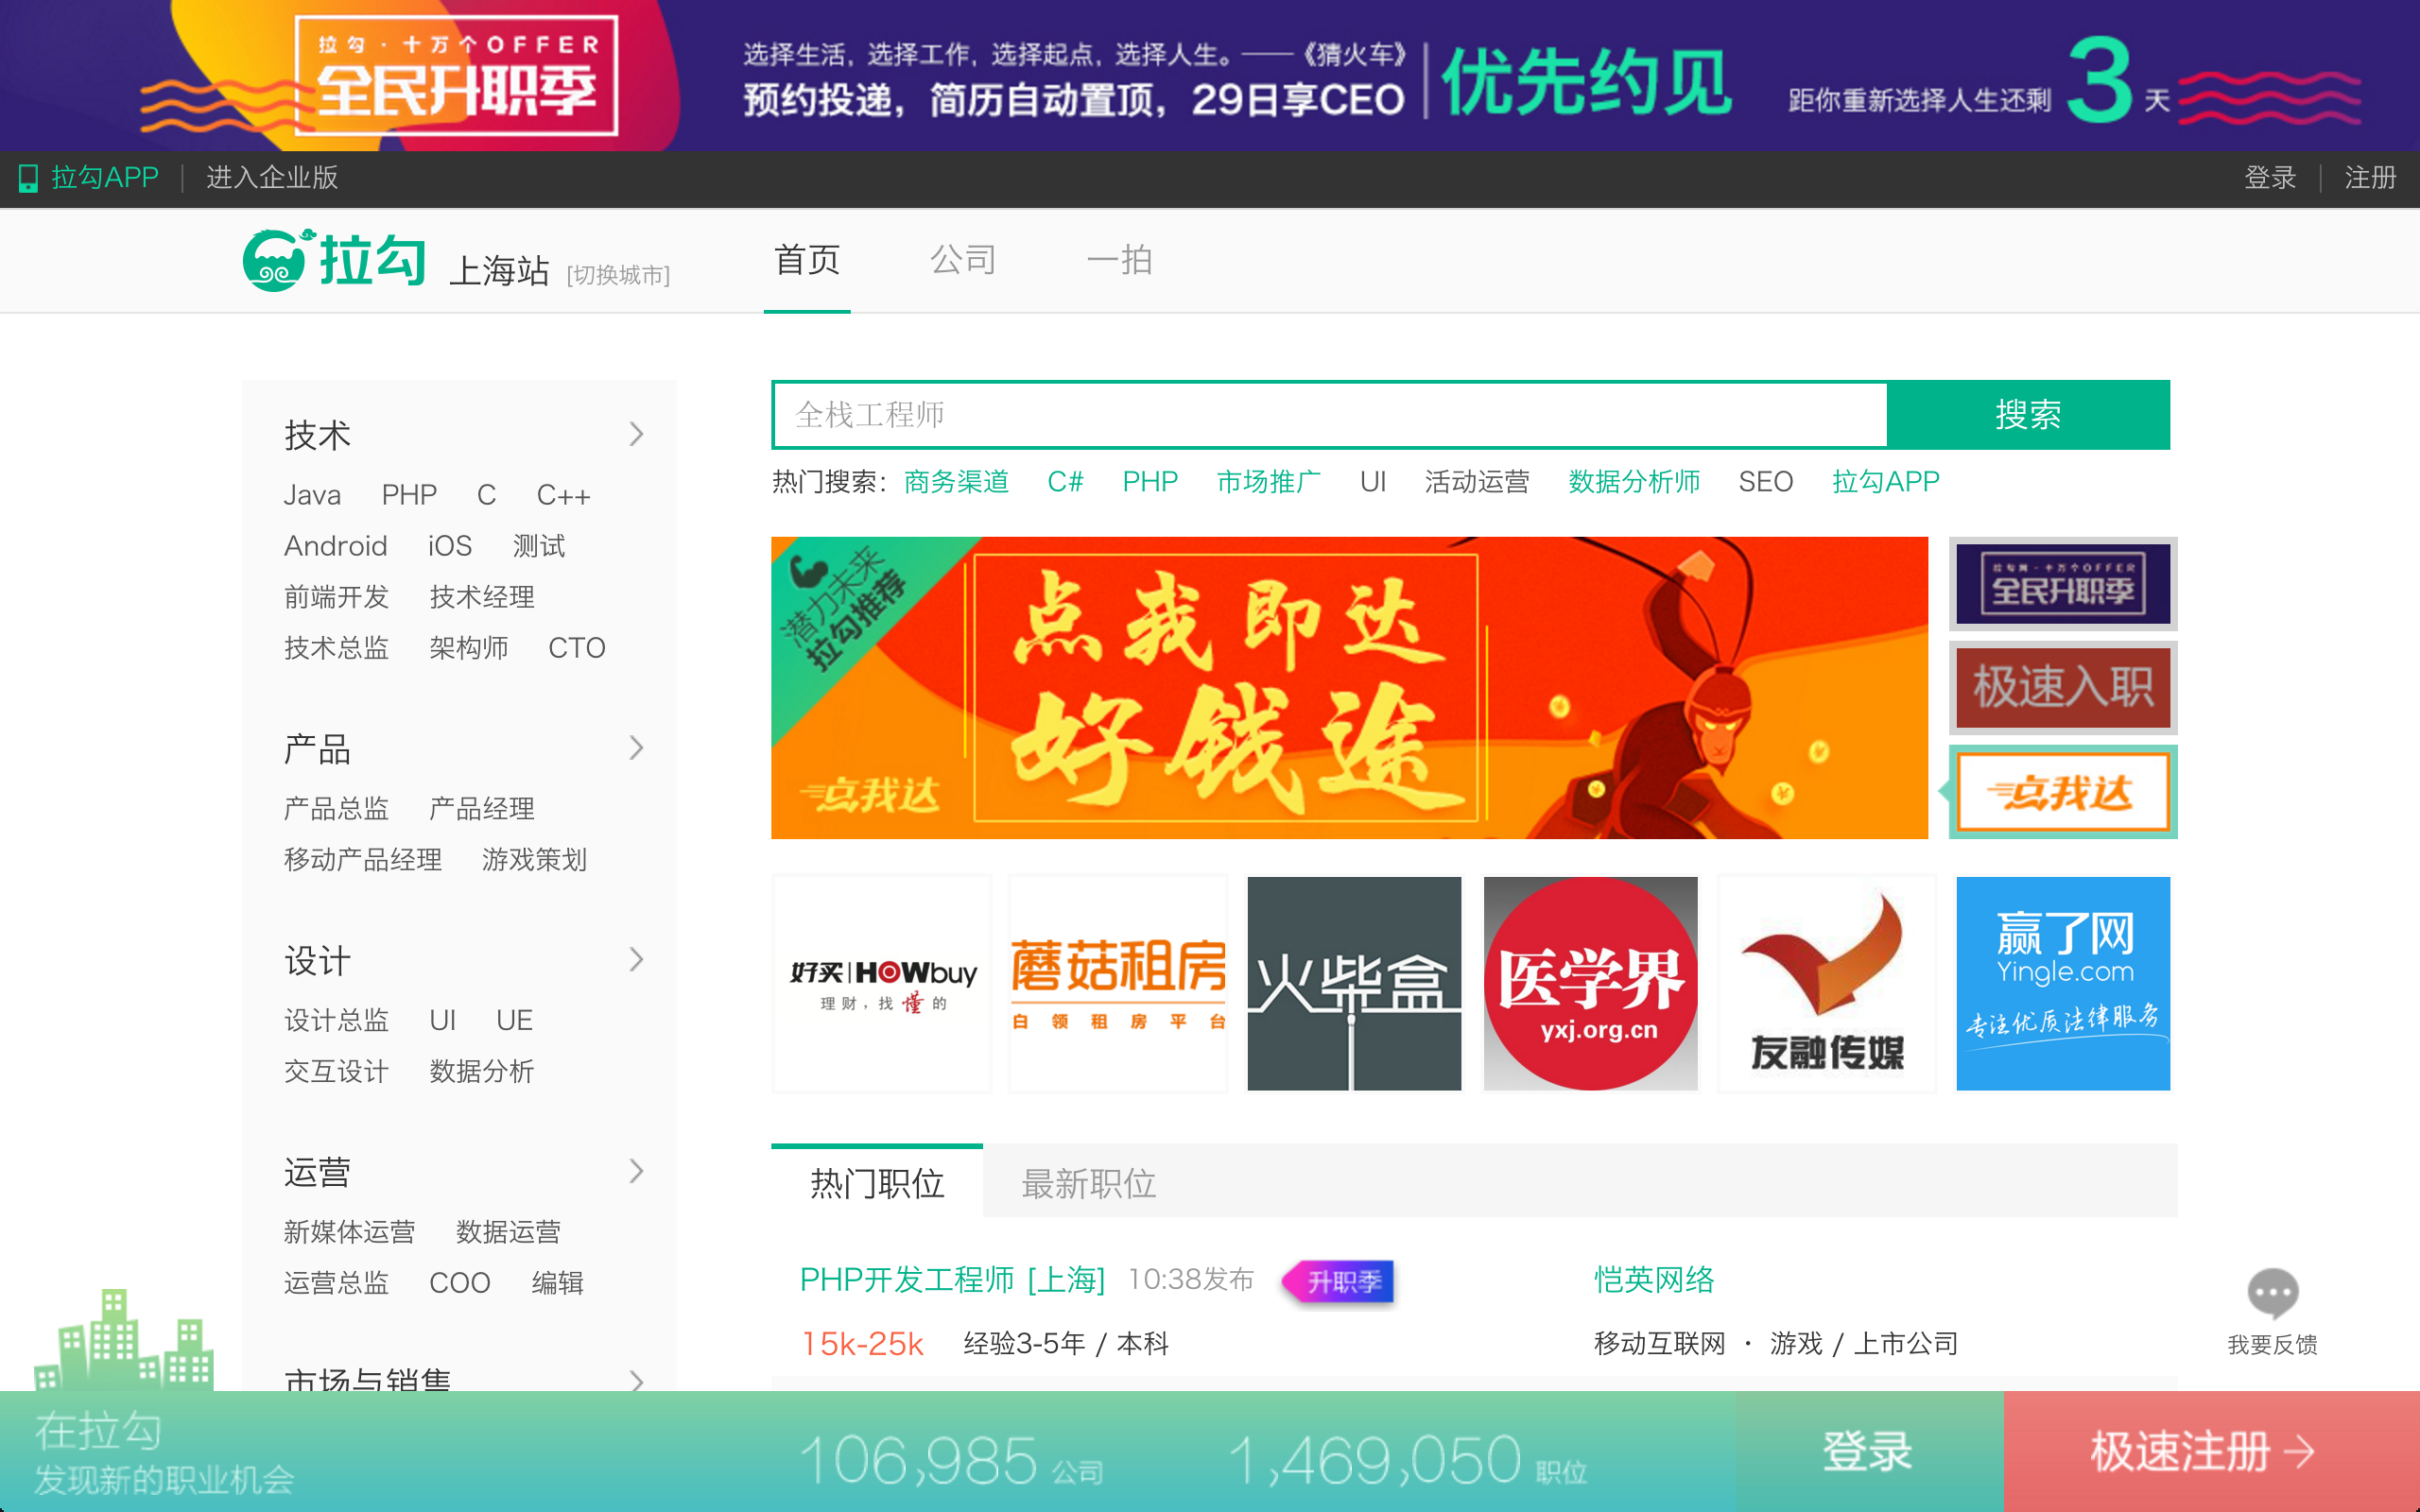 拉勾·十万个OFFER
全民升职季
选择生活，选择工作，选择起点，选择人生。——《猜火车》
预约投递，简历自动置顶，29日享CEO
优先约见
距你重新选择人生还剩 3 天
拉勾APP
进入企业版
登录
注册
拉勾
上海站 [切换城市]
首页 公司 一拍
技术
Java PHP C C++
Android iOS 测试
前端开发 技术经理
技术总监 架构师 CTO
产品
产品总监 产品经理
移动产品经理 游戏策划
设计
设计总监 UI UE
交互设计 数据分析
运营
新媒体运营 数据运营
运营总监 COO 编辑
市场与销售
全栈工程师
搜索
热门搜索： 商务渠道 C# PHP 市场推广 UI 活动运营 数据分析师 SEO 拉勾APP
潜力未来
拉勾推荐
点我即达
好钱途
点我达
拉勾网·十万个OFFER
全民升职季
极速入职
点我达
好买 HOWbuy
理财，找懂的
蘑菇租房
白领租房平台
火柴盒
医学界
yxj.org.cn
友融传媒
赢了网
Yingle.com
专注优质法律服务
热门职位 最新职位
PHP开发工程师 [上海] 10:38发布 升职季
恺英网络
15k-25k 经验3-5年 / 本科
移动互联网 · 游戏 / 上市公司
我要反馈
在拉勾
发现新的职业机会
106,985 公司
1,469,050 职位
登录
极速注册